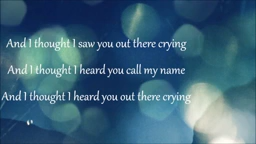 And I thought I saw you out there crying
And I thought I heard you call my name
And I thought I heard you out there crying